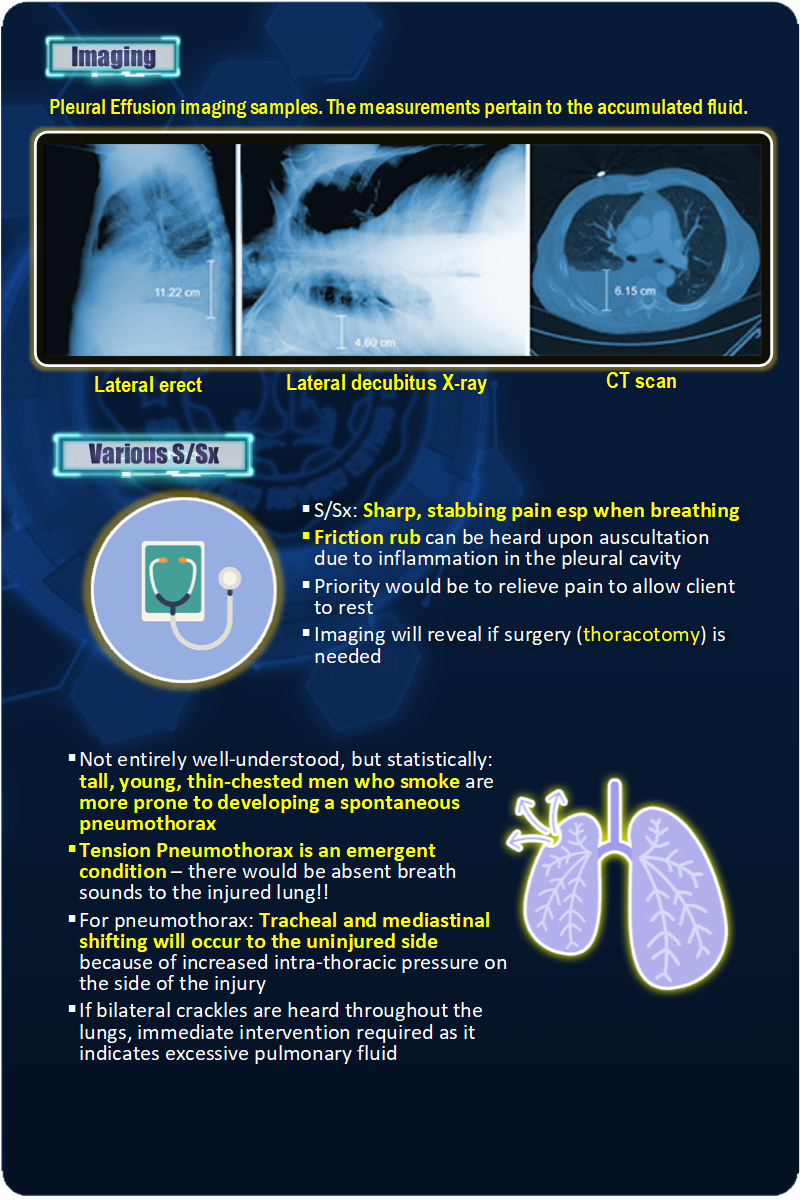 Imaging
Pleural Effusion imaging samples. The measurements pertain to the accumulated fluid.
11.22 cm
4.60 cm
6.15 cm
Lateral erect
Lateral decubitus X-ray
CT scan
Various S/Sx
▪ S/Sx: Sharp, stabbing pain esp when breathing
▪ Friction rub can be heard upon auscultation
due to inflammation in the pleural cavity
▪ Priority would be to relieve pain to allow client
to rest
▪ Imaging will reveal if surgery (thoracotomy) is
needed
▪ Not entirely well-understood, but statistically:
tall, young, thin-chested men who smoke are
more prone to developing a spontaneous
pneumothorax
▪ Tension Pneumothorax is an emergent
condition – there would be absent breath
sounds to the injured lung!!
▪ For pneumothorax: Tracheal and mediastinal
shifting will occur to the uninjured side
because of increased intra-thoracic pressure on
the side of the injury
▪ If bilateral crackles are heard throughout the
lungs, immediate intervention required as it
indicates excessive pulmonary fluid